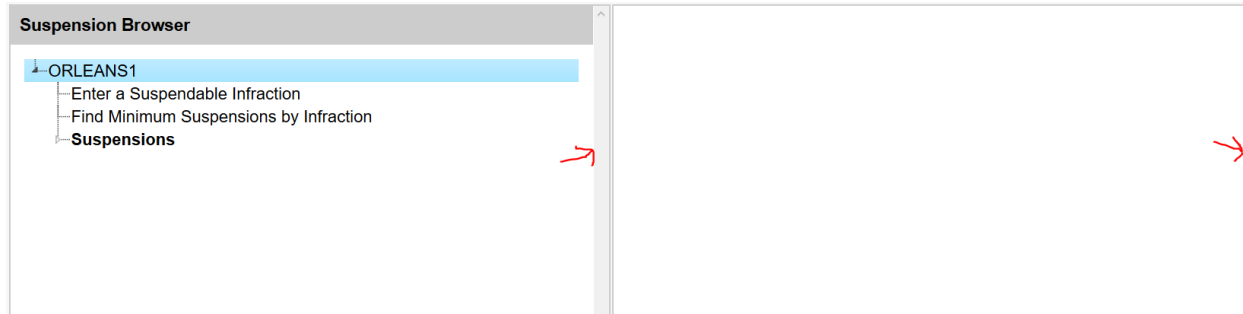 Suspension Browser
ORLEANS1
Enter a Suspendable Infraction
Find Minimum Suspensions by Infraction
Suspensions